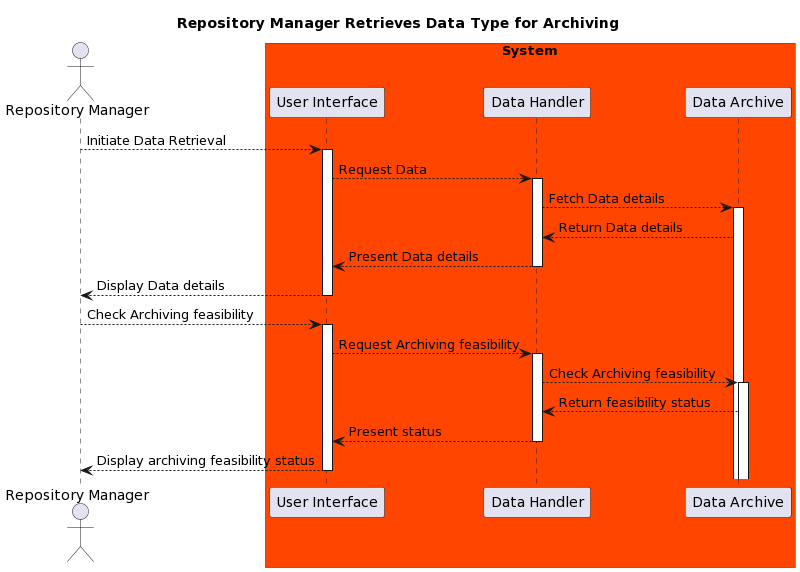 Repository Manager Retrieves Data Type for Archiving
System
Repository Manager
User Interface
Data Handler
Data Archive
Initiate Data Retrieval
Request Data
Fetch Data details
Return Data details
Present Data details
Display Data details
Check Archiving feasibility
Request Archiving feasibility
Check Archiving feasibility
Return feasibility status
Present status
Display archiving feasibility status
Repository Manager
User Interface
Data Handler
Data Archive